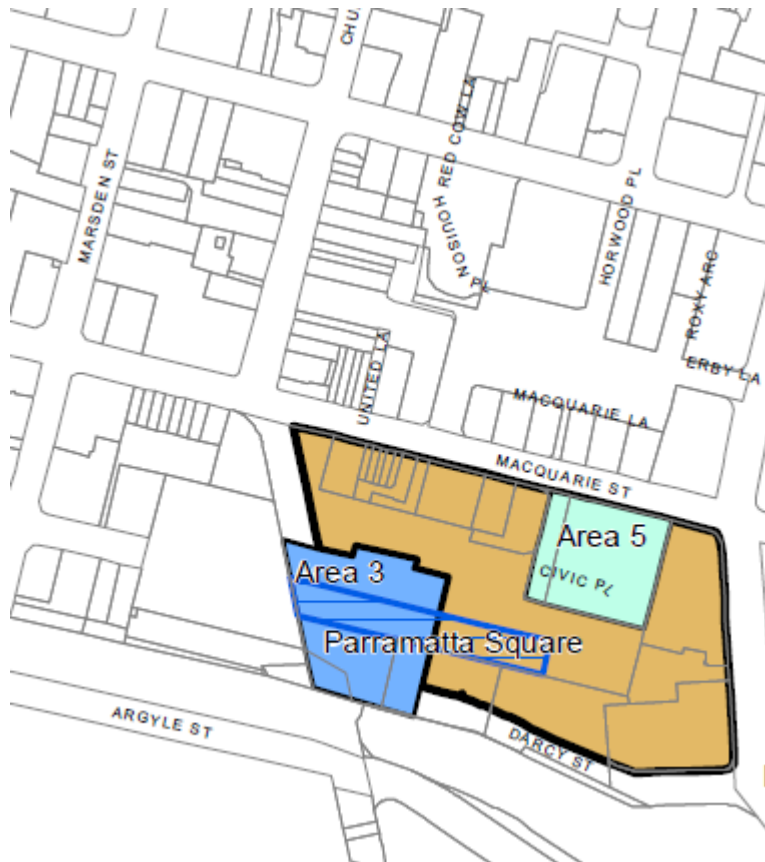 CHU
MARSDEN ST
RED COW LA
HOUISON PL
HORWOOD PL
ROXY ARC
ERBY LA
UNITED LA
MACQUARIE LA
MACQUARIE ST
Area 5
CIVIC PL
Area 3
Parramatta Square
ARGYLE ST
DARCY ST